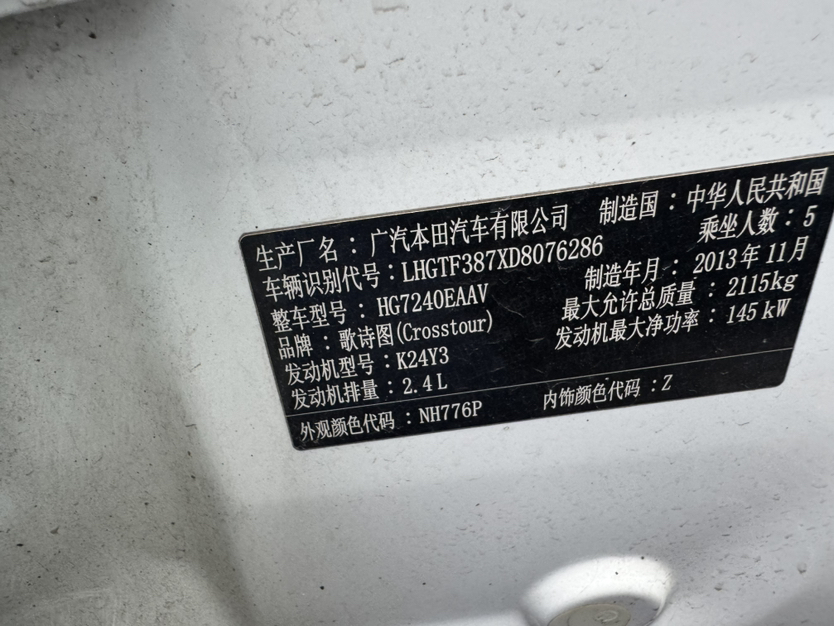 生产厂名：广汽本田汽车有限公司 制造国：中华人民共和国
车辆识别代号：LHGTF387XD8076286 乘坐人数：5
整车型号：HG7240EAAV 制造年月：2013年11月
品牌：歌诗图(Crosstour) 最大允许总质量：2115kg
发动机型号：K24Y3 发动机最大净功率：145kW
发动机排量：2.4L
外观颜色代码：NH776P 内饰颜色代码：Z